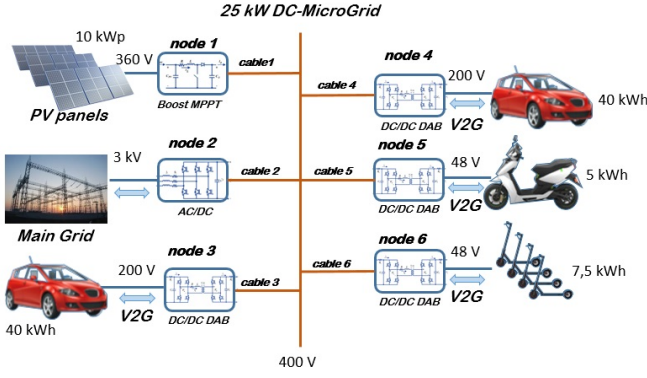 25 kW DC-MicroGrid
10 kWp
360 V
PV panels
node 1
Boost MPPT
cable1
3 kV
Main Grid
node 2
AC/DC
cable 2
200 V
V2G
40 kWh
node 3
DC/DC DAB
cable 3
node 4
cable 4
DC/DC DAB
200 V
V2G
40 kWh
node 5
cable 5
DC/DC DAB
48 V
V2G
5 kWh
node 6
cable 6
DC/DC DAB
48 V
V2G
7,5 kWh
400 V